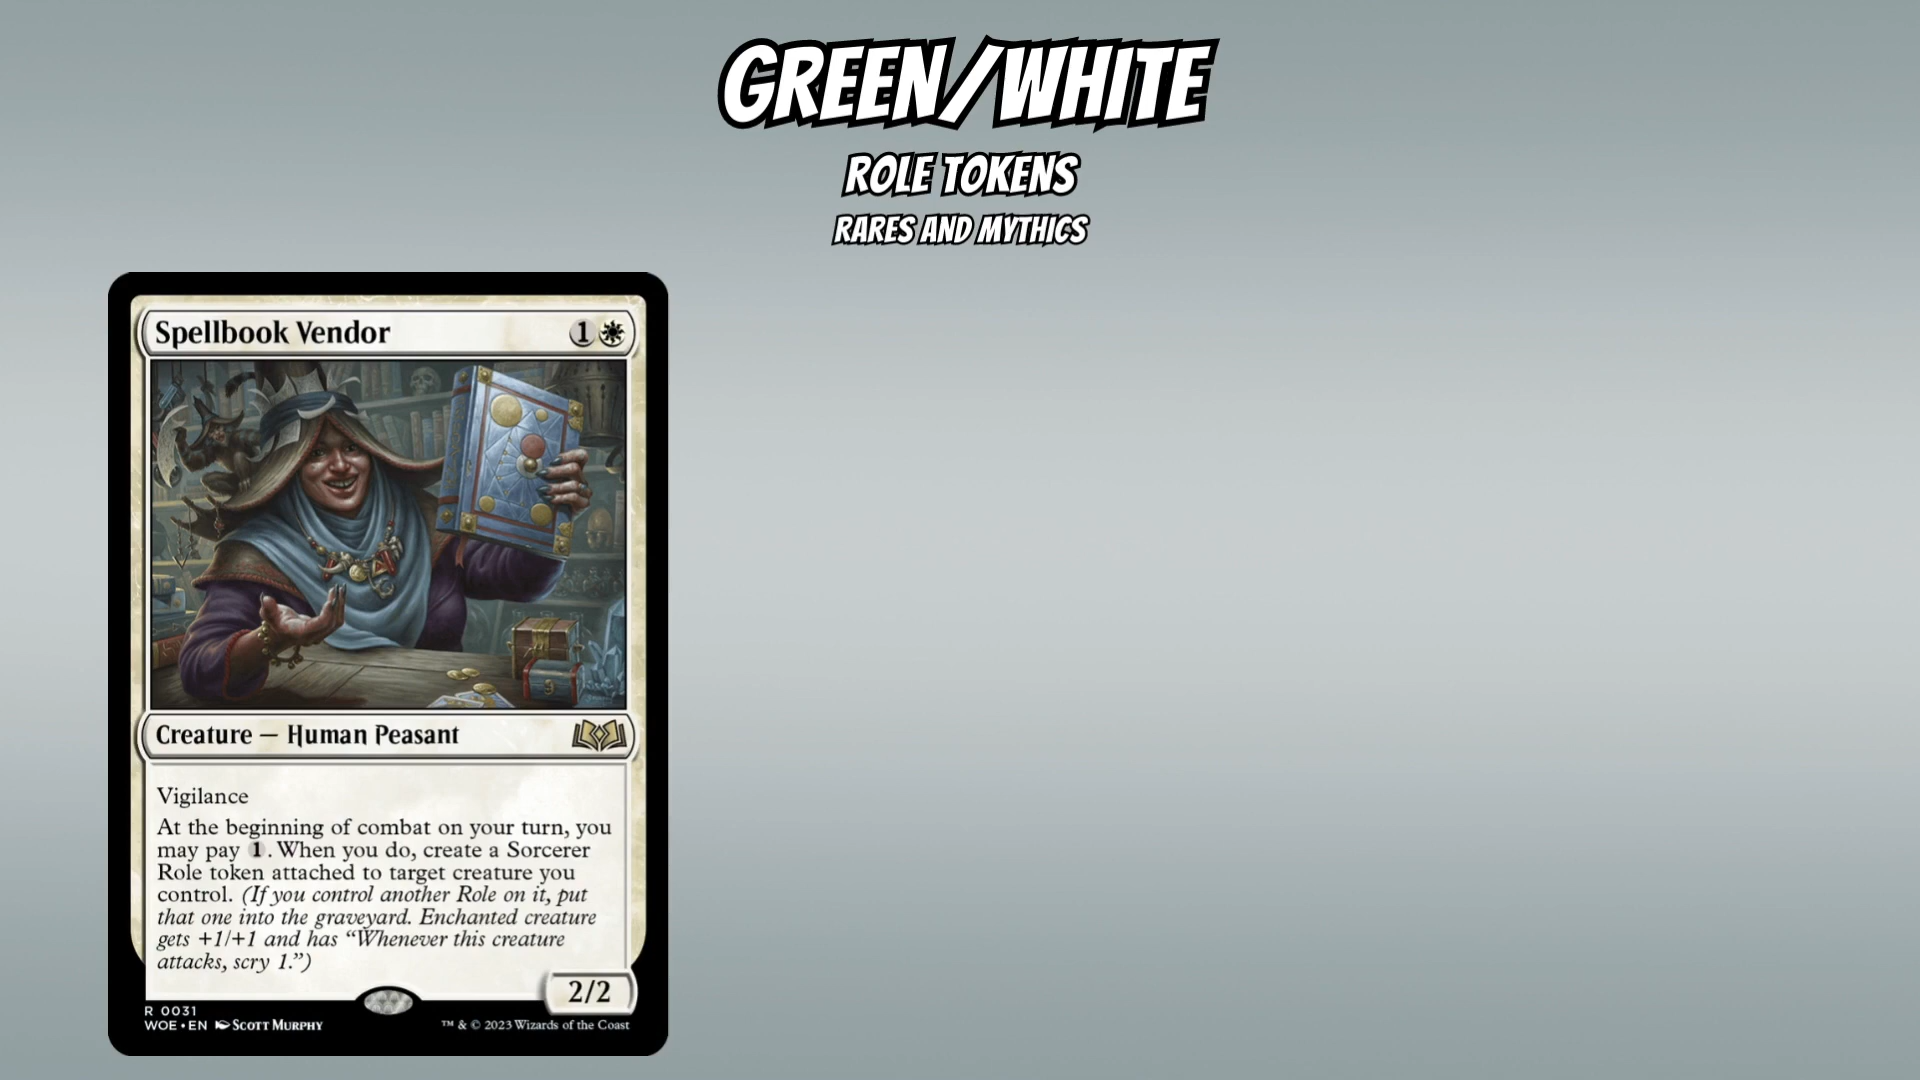 GREEN/WHITE
ROLE TOKENS
RARES AND MYTHICS
Spellbook Vendor 1
Creature — Human Peasant
Vigilance
At the beginning of combat on your turn, you
may pay 1. When you do, create a Sorcerer
Role token attached to target creature you
control. (If you control another Role on it, put
that one into the graveyard. Enchanted creature
gets +1/+1 and has “Whenever this creature
attacks, scry 1.”)
2/2
R 0031
WOE • EN SCOTT MURPHY ™ & © 2023 Wizards of the Coast